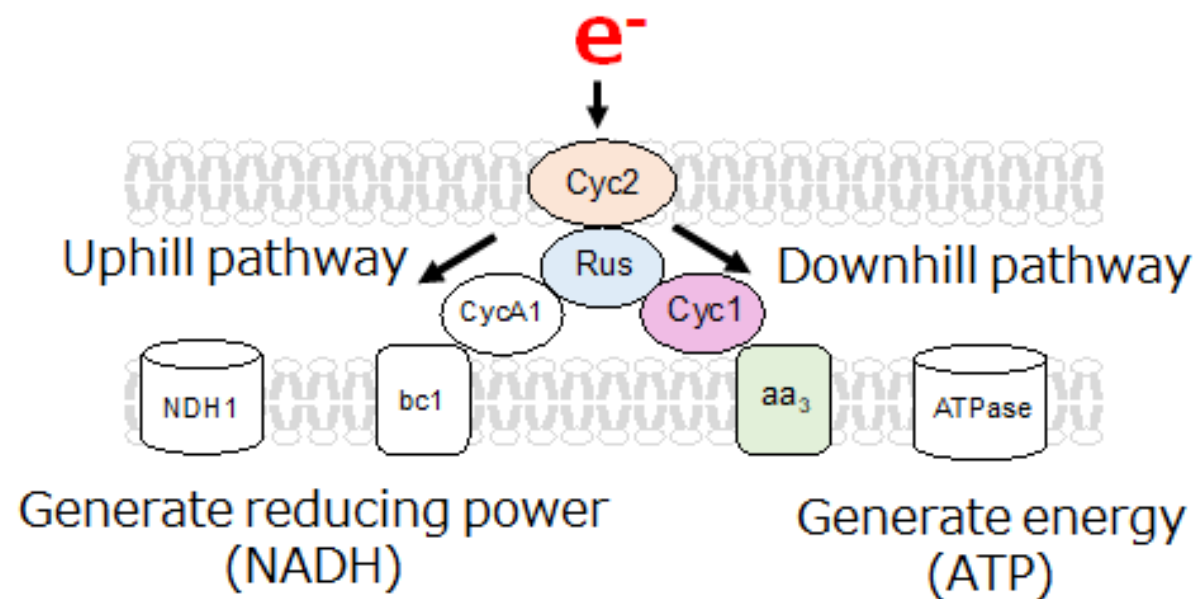 e-
Cyc2
Uphill pathway
Rus
Downhill pathway
CycA1
Cyc1
NDH1
bc1
aa3
ATPase
Generate reducing power
(NADH)
Generate energy
(ATP)